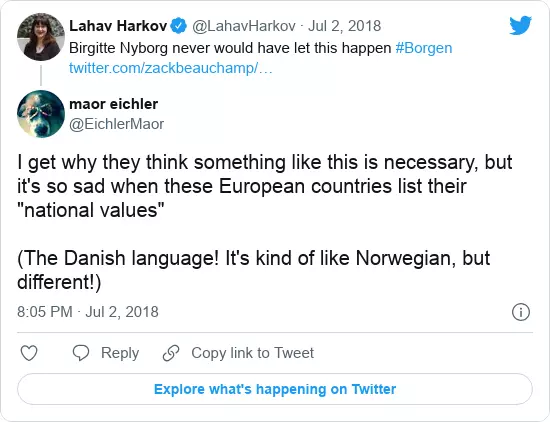 Lahav Harkov @LahavHarkov · Jul 2, 2018
Birgitte Nyborg never would have let this happen #Borgen
twitter.com/zackbeauchamp/…
maor eichler
@EichlerMaor
I get why they think something like this is necessary, but
it's so sad when these European countries list their
"national values"
(The Danish language! It's kind of like Norwegian, but
different!)
8:05 PM · Jul 2, 2018
Reply
Copy link to Tweet
Explore what's happening on Twitter